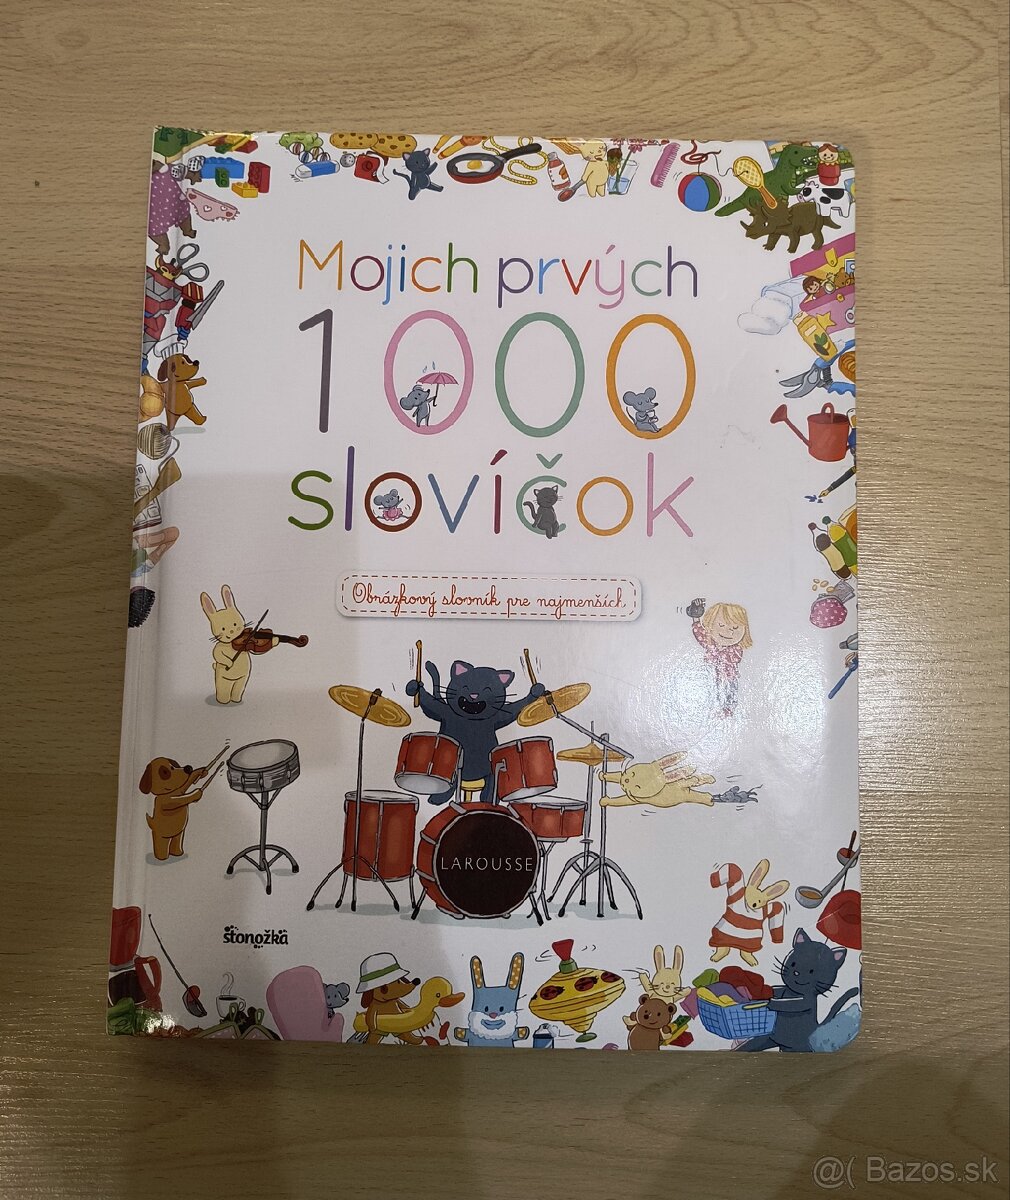 Mojich prvých
1000
slovíčok
Obrázkový slovník pre najmenších
LAROUSSE
stonožka
@( Bazos.sk